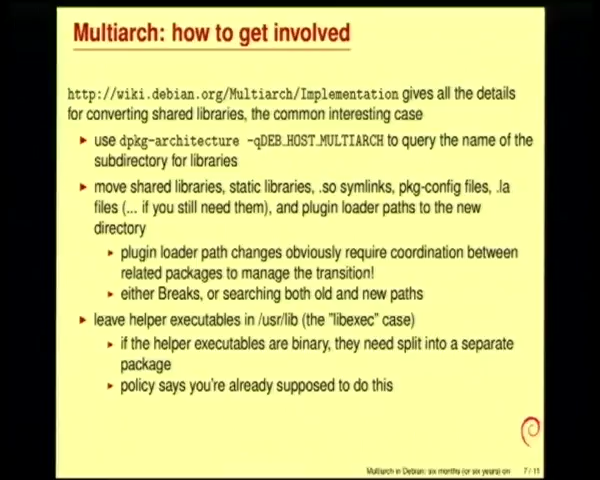 Multiarch: how to get involved
http://wiki.debian.org/Multiarch/Implementation gives all the details
for converting shared libraries, the common interesting case
use dpkg-architecture -qDEB_HOST_MULTIARCH to query the name of the
subdirectory for libraries
move shared libraries, static libraries, .so symlinks, pkg-config files, .la
files (... if you still need them), and plugin loader paths to the new
directory
plugin loader path changes obviously require coordination between
related packages to manage the transition!
either Breaks, or searching both old and new paths
leave helper executables in /usr/lib (the "libexec" case)
if the helper executables are binary, they need split into a separate
package
policy says you're already supposed to do this
Multiarch in Debian: six months (or six years) on 7 / 11